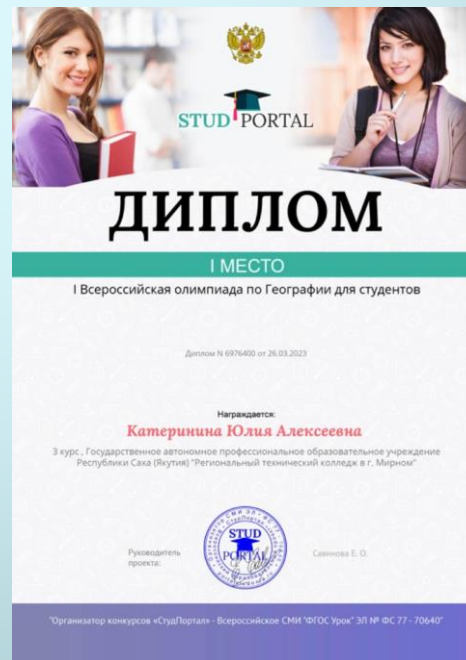 STUD PORTAL
ДИПЛОМ
I МЕСТО
I Всероссийская олимпиада по Географии для студентов
Диплом N 6976400 от 26.03.2023
Награждается:
Катеринина Юлия Алексеевна
3 курс , Государственное автономное профессиональное образовательное учреждение
Республики Саха (Якутия) "Региональный технический колледж в г. Мирном"
Руководитель
проекта:
STUD
PORTAL
Савинова Е. О.
"Организатор конкурсов «СтудПортал» - Всероссийское СМИ "ФГОС Урок" ЭЛ № ФС 77 - 70640"